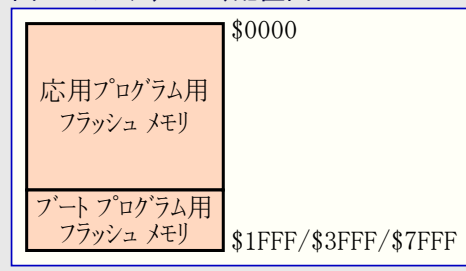 $0000
応用プログラム用
フラッシュ メモリ
ブート プログラム用
フラッシュ メモリ
$1FFF/$3FFF/$7FFF